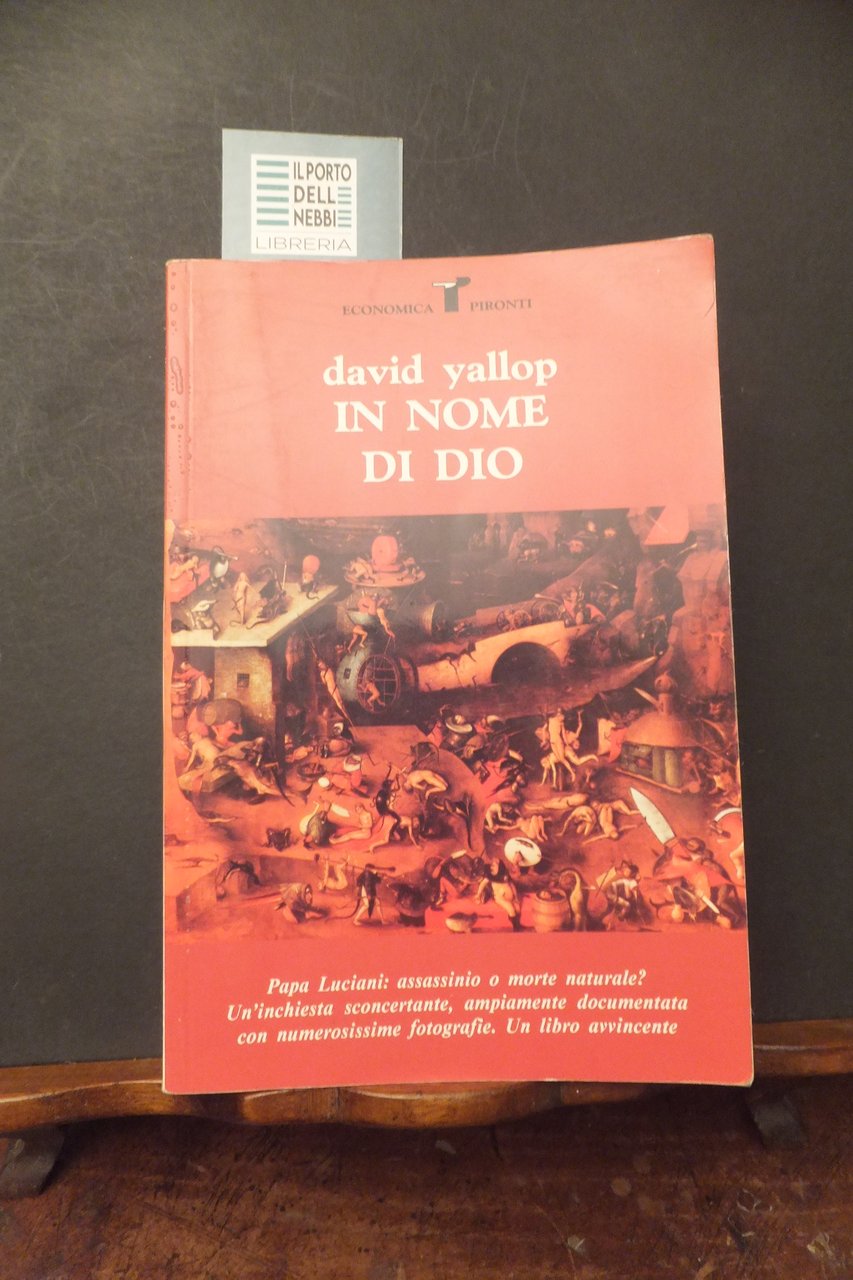 IL PORTO
DELL
NEBBI
LIBRERIA
ECONOMICA PIRONTI
david yallop
IN NOME
DI DIO
Papa Luciani: assassinio o morte naturale?
Un'inchiesta sconcertante, ampiamente documentata
con numerosissime fotografie. Un libro avvincente